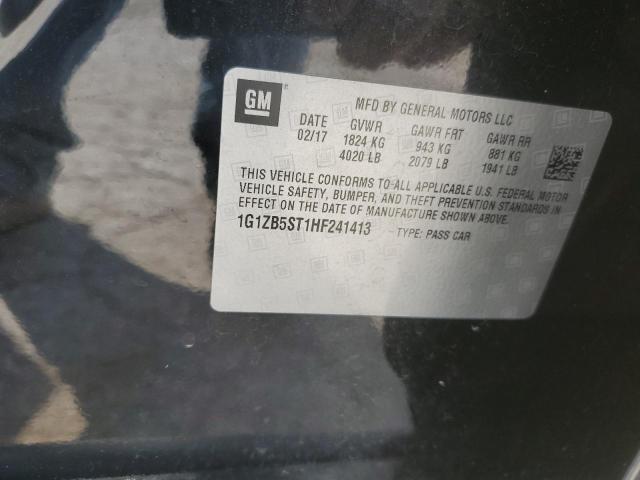 GM
MFD BY GENERAL MOTORS LLC
DATE GVWR GAWR FRT GAWR RR
02/17 1824 KG 943 KG 881 KG
4020 LB 2079 LB 1941 LB
THIS VEHICLE CONFORMS TO ALL APPLICABLE U.S. FEDERAL MOTOR
VEHICLE SAFETY, BUMPER, AND THEFT PREVENTION STANDARDS IN
EFFECT ON THE DATE OF MANUFACTURE SHOWN ABOVE.
1G1ZB5ST1HF241413 TYPE: PASS CAR